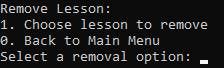 Remove Lesson:
1. Choose lesson to remove
0. Back to Main Menu
Select a removal option: